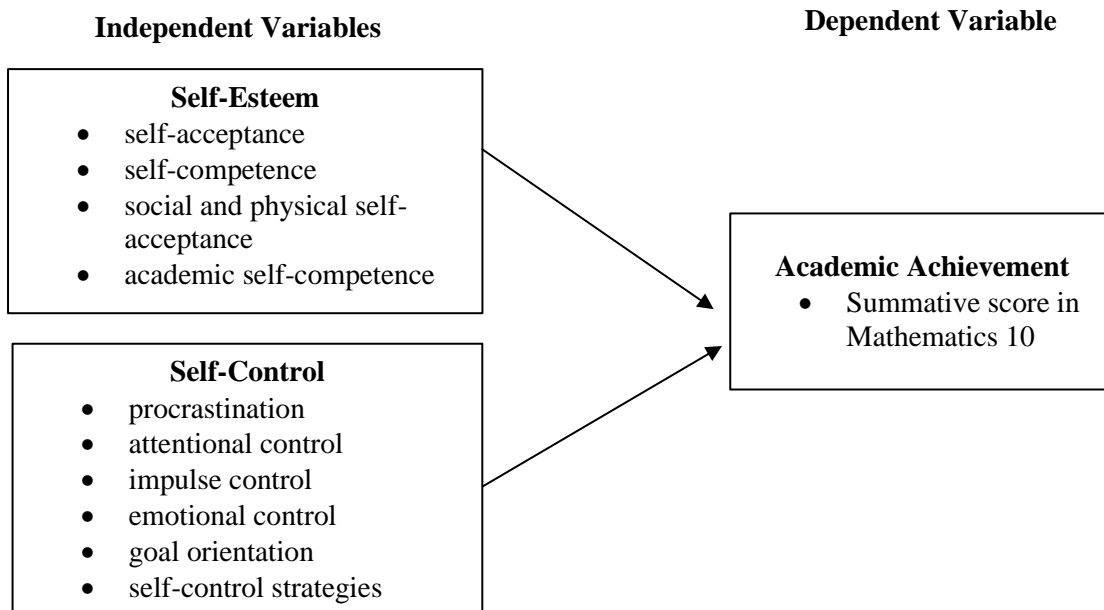 Independent Variables
Dependent Variable
Self-Esteem
• self-acceptance
• self-competence
• social and physical self-
acceptance
• academic self-competence
Self-Control
• procrastination
• attentional control
• impulse control
• emotional control
• goal orientation
• self-control strategies
Academic Achievement
• Summative score in
Mathematics 10